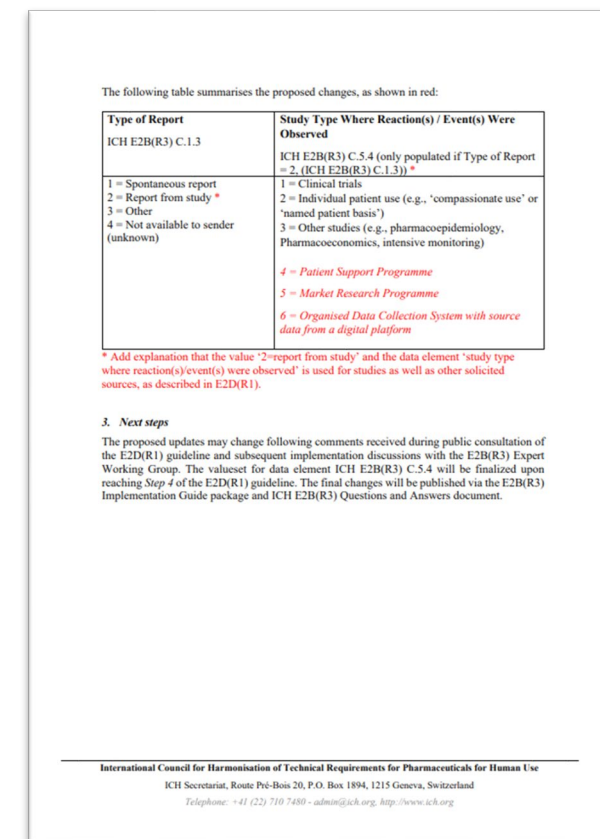 The following table summarises the proposed changes, as shown in red:
Type of Report
ICH E2B(R3) C.1.3
Study Type Where Reaction(s) / Event(s) Were
Observed
ICH E2B(R3) C.5.4 (only populated if Type of Report
= 2, (ICH E2B(R3) C.1.3)) *
1 = Spontaneous report
2 = Report from study *
3 = Other
4 = Not available to sender
(unknown)
1 = Clinical trials
2 = Individual patient use (e.g., ‘compassionate use’ or
‘named patient basis’)
3 = Other studies (e.g., pharmacoepidemiology,
Pharmacoeconomics, intensive monitoring)
4 = Patient Support Programme
5 = Market Research Programme
6 = Organised Data Collection System with source
data from a digital platform
* Add explanation that the value ‘2=report from study’ and the data element ‘study type
where reaction(s)/event(s) were observed’ is used for studies as well as other solicited
sources, as described in E2D(R1).
3. Next steps
The proposed updates may change following comments received during public consultation of
the E2D(R1) guideline and subsequent implementation discussions with the E2B(R3) Expert
Working Group. The valueset for data element ICH E2B(R3) C.5.4 will be finalized upon
reaching Step 4 of the E2D(R1) guideline. The final changes will be published via the E2B(R3)
Implementation Guide package and ICH E2B(R3) Questions and Answers document.
International Council for Harmonisation of Technical Requirements for Pharmaceuticals for Human Use
ICH Secretariat, Route Pré-Bois 20, P.O. Box 1894, 1215 Geneva, Switzerland
Telephone: +41 (22) 710 7480 - admin@ich.org, http://www.ich.org